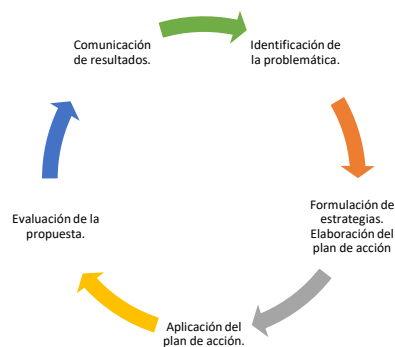 Comunicación
de resultados.
Identificación de
la problemática.
Formulación de
estrategias.
Elaboración del
plan de acción
Aplicación del
plan de acción.
Evaluación de la
propuesta.